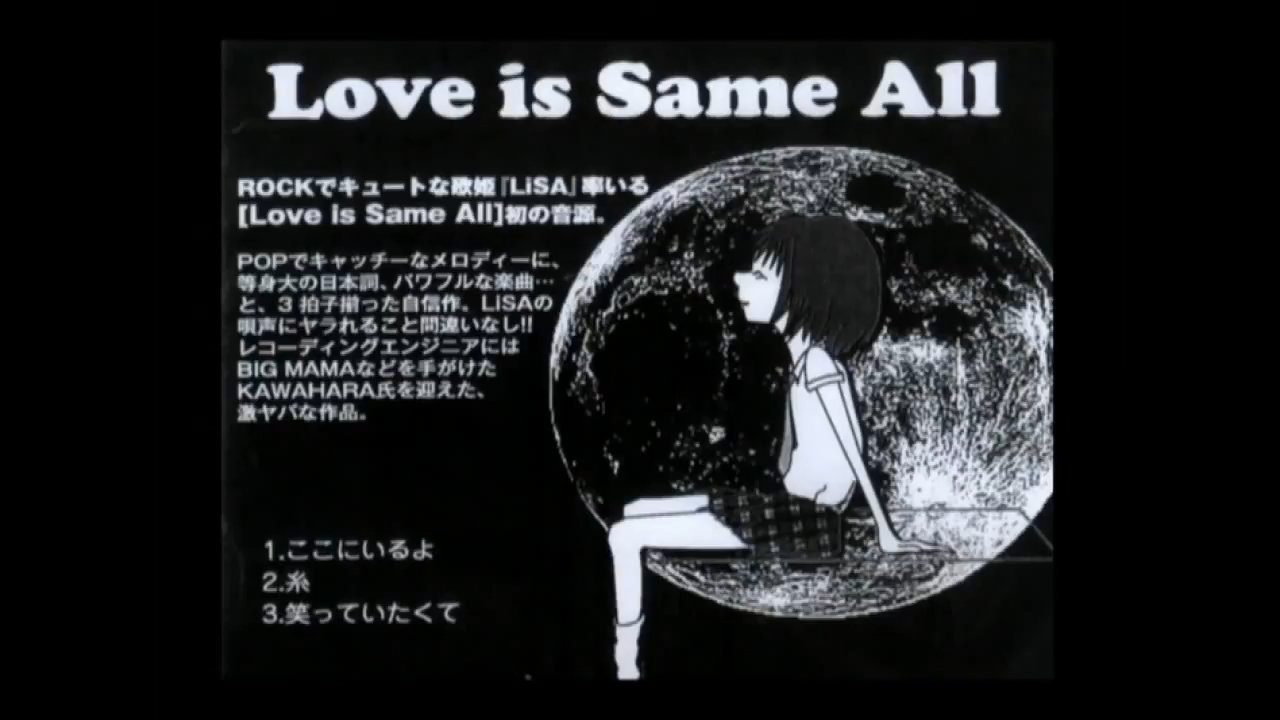 Love is Same All
ROCKでキュートな歌姫『LiSA』率いる
[Love is Same All]初の音源。
POPでキャッチーなメロディーに、
等身大の日本詞、パワフルな楽曲…
と、3 拍子揃った自信作。LiSAの
唄声にヤラれること間違いなし!!
レコーディングエンジニアには
BIG MAMAなどを手がけた
KAWAHARA氏を迎えた、
激ヤバな作品。
1.ここにいるよ
2.糸
3.笑っていたくて